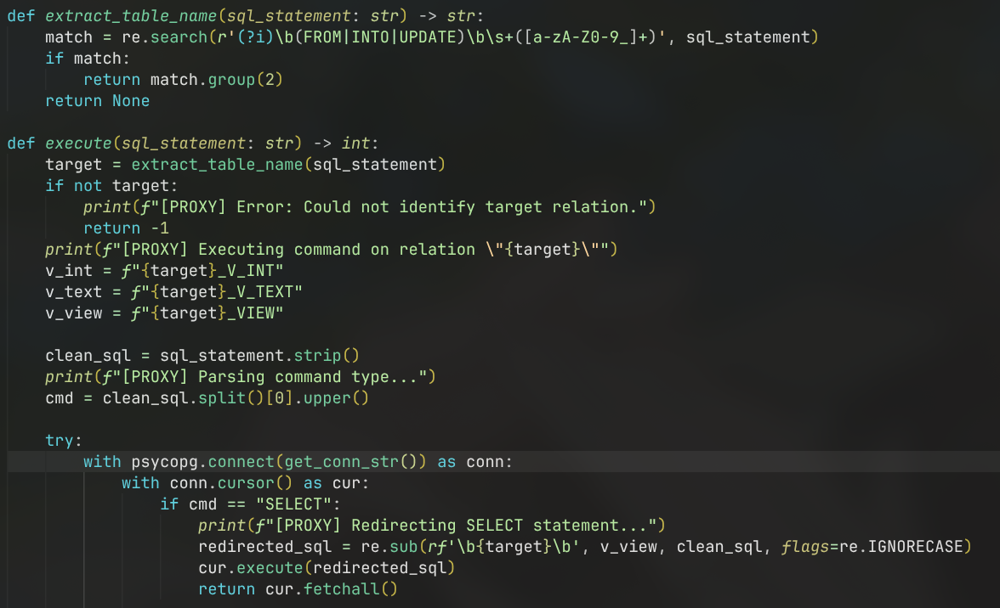 def extract_table_name(sql_statement: str) -> str:
    match = re.search(r'(?i)\b(FROM|INTO|UPDATE)\b\s+([a-zA-Z0-9_]+)', sql_statement)
    if match:
        return match.group(2)
    return None

def execute(sql_statement: str) -> int:
    target = extract_table_name(sql_statement)
    if not target:
        print(f"[PROXY] Error: Could not identify target relation.")
        return -1
    print(f"[PROXY] Executing command on relation \"{target}\"")
    v_int = f"{target}_V_INT"
    v_text = f"{target}_V_TEXT"
    v_view = f"{target}_VIEW"

    clean_sql = sql_statement.strip()
    print(f"[PROXY] Parsing command type...")
    cmd = clean_sql.split()[0].upper()

    try:
        with psycopg.connect(get_conn_str()) as conn:
            with conn.cursor() as cur:
                if cmd == "SELECT":
                    print(f"[PROXY] Redirecting SELECT statement...")
                    redirected_sql = re.sub(rf'\b{target}\b', v_view, clean_sql, flags=re.IGNORECASE)
                    cur.execute(redirected_sql)
                    return cur.fetchall()